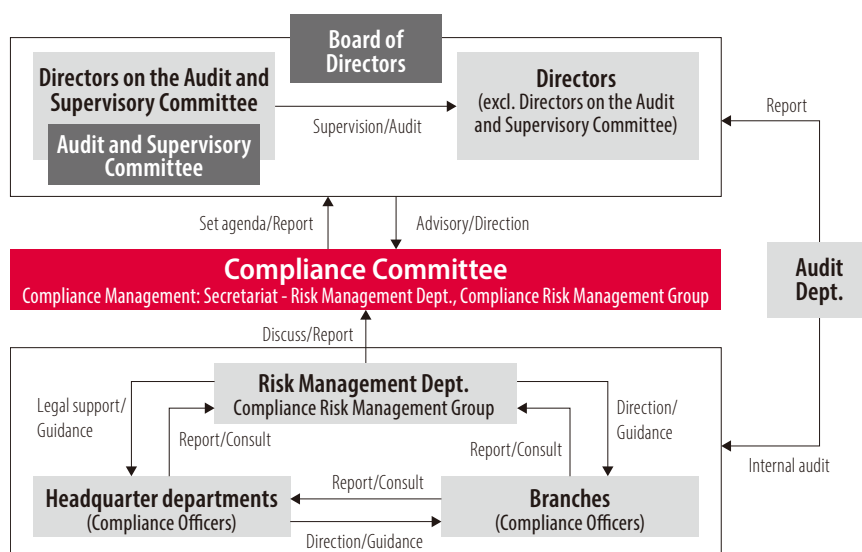 Board of
Directors
Directors on the Audit and
Supervisory Committee
Audit and Supervisory
Committee
Supervision/Audit
Directors
(excl. Directors on the Audit
and Supervisory Committee)
Report
Set agenda/Report
Advisory/Direction
Compliance Committee
Compliance Management: Secretariat - Risk Management Dept., Compliance Risk Management Group
Audit
Dept.
Discuss/Report
Risk Management Dept.
Compliance Risk Management Group
Legal support/
Guidance
Report/Consult
Report/Consult
Direction/
Guidance
Internal audit
Headquarter departments
(Compliance Officers)
Report/Consult
Direction/Guidance
Branches
(Compliance Officers)